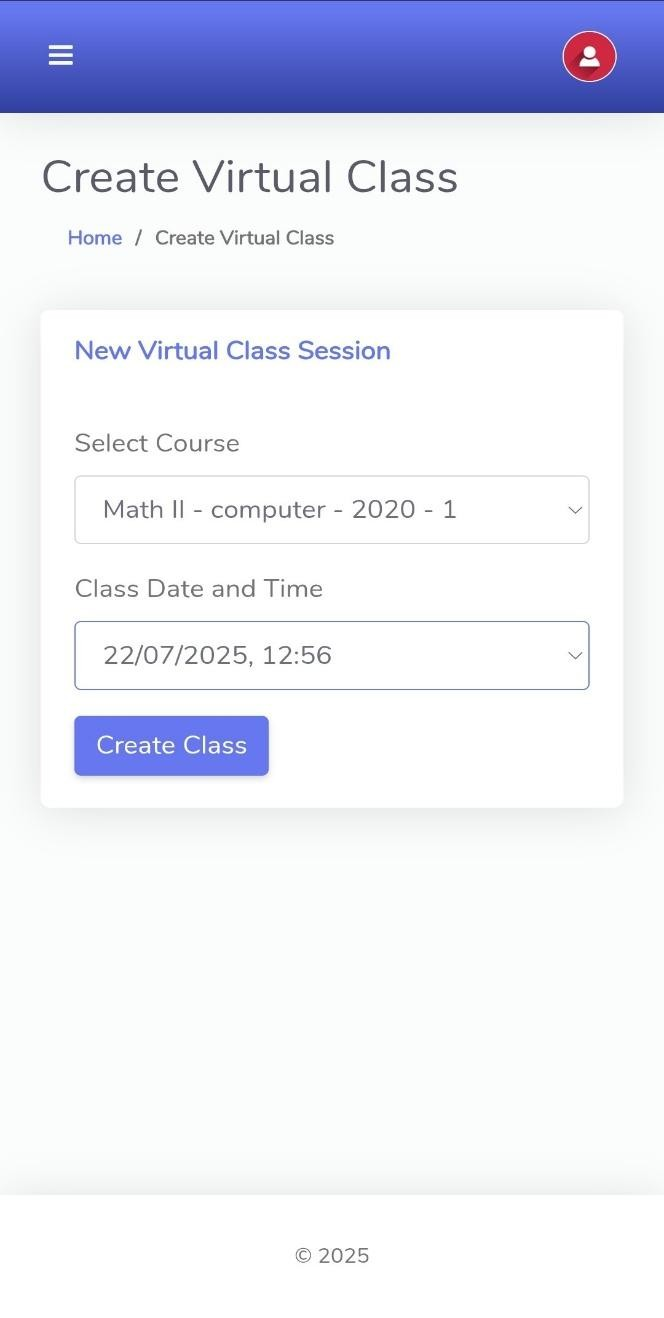 Create Virtual Class
Home / Create Virtual Class
New Virtual Class Session
Select Course
Math II - computer - 2020 - 1
Class Date and Time
22/07/2025, 12:56
Create Class
© 2025